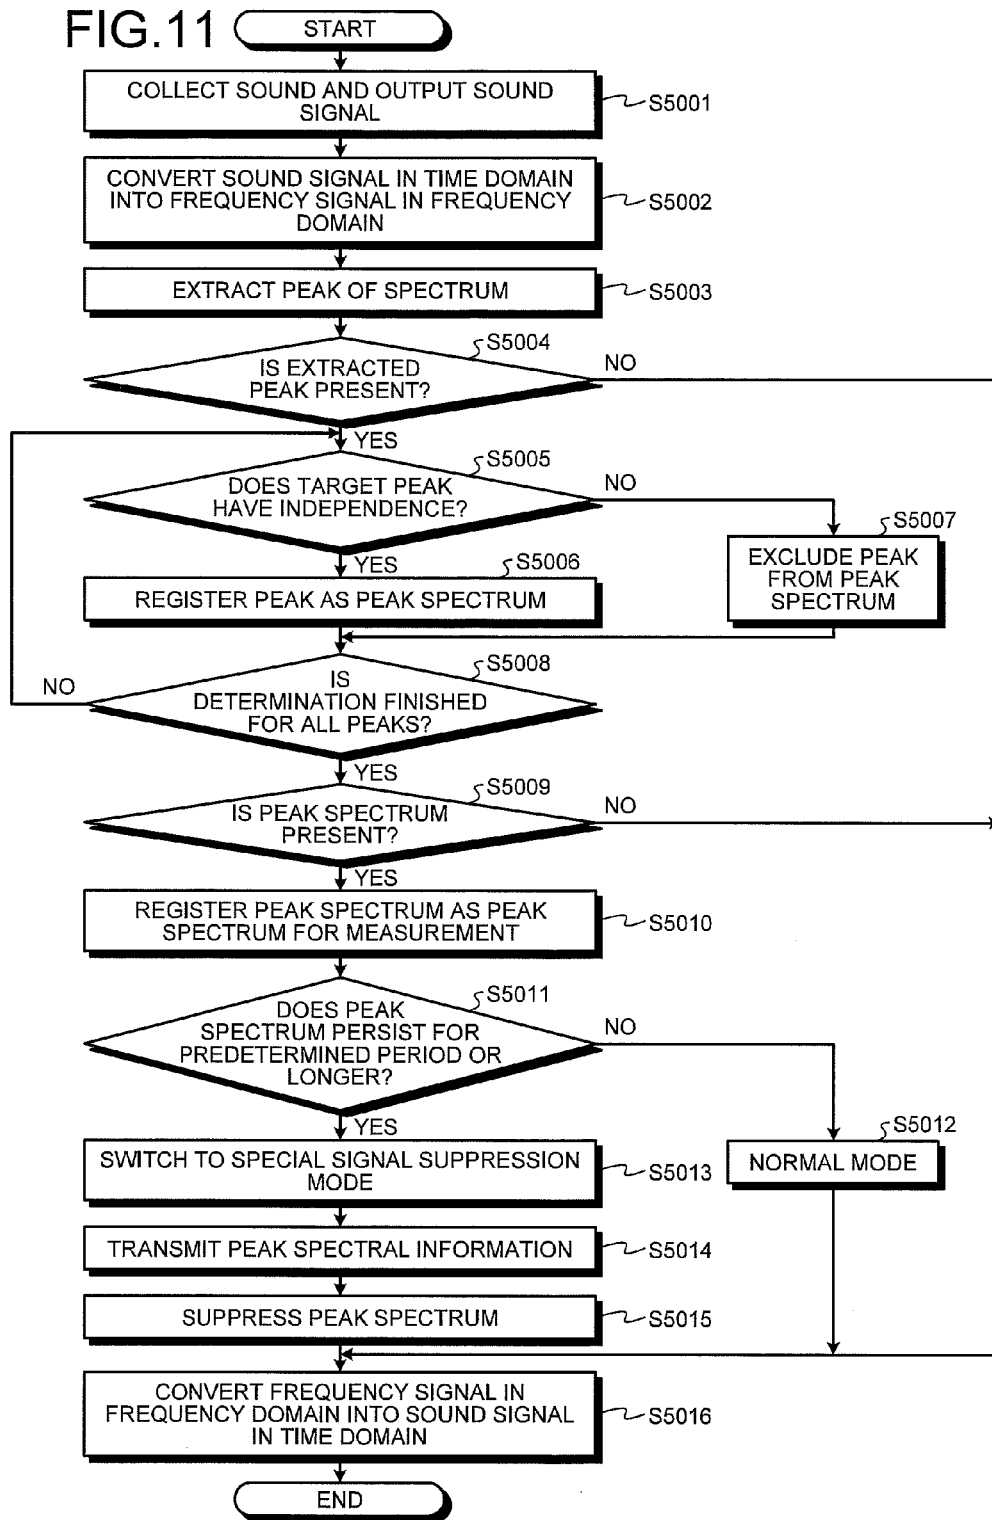 FIG.11
START
COLLECT SOUND AND OUTPUT SOUND
SIGNAL
S5001
CONVERT SOUND SIGNAL IN TIME DOMAIN
INTO FREQUENCY SIGNAL IN FREQUENCY
DOMAIN
S5002
EXTRACT PEAK OF SPECTRUM
S5003
S5004
IS EXTRACTED
PEAK PRESENT?
NO
YES
S5005
DOES TARGET PEAK
HAVE INDEPENDENCE?
NO
YES
S5006
REGISTER PEAK AS PEAK SPECTRUM
S5007
EXCLUDE PEAK
FROM PEAK
SPECTRUM
S5008
IS
DETERMINATION FINISHED
FOR ALL PEAKS?
NO
YES
S5009
IS PEAK SPECTRUM
PRESENT?
NO
YES
REGISTER PEAK SPECTRUM AS PEAK
SPECTRUM FOR MEASUREMENT
S5010
S5011
DOES PEAK
SPECTRUM PERSIST FOR
PREDETERMINED PERIOD OR
LONGER?
NO
YES
S5012
NORMAL MODE
SWITCH TO SPECIAL SIGNAL SUPPRESSION
MODE
S5013
TRANSMIT PEAK SPECTRAL INFORMATION
S5014
SUPPRESS PEAK SPECTRUM
S5015
CONVERT FREQUENCY SIGNAL IN
FREQUENCY DOMAIN INTO SOUND SIGNAL
IN TIME DOMAIN
S5016
END